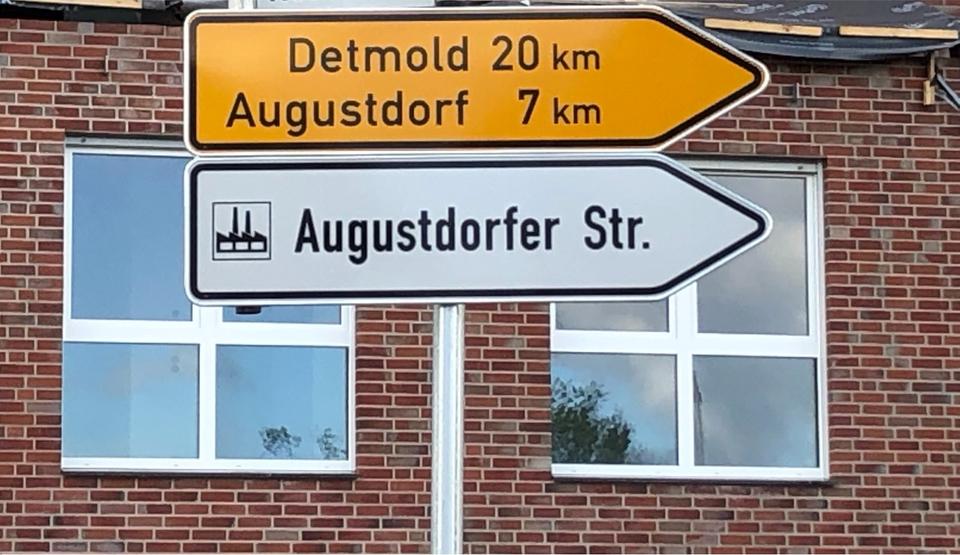 Detmold 20 km
Augustdorf 7 km
Augustdorfer Str.